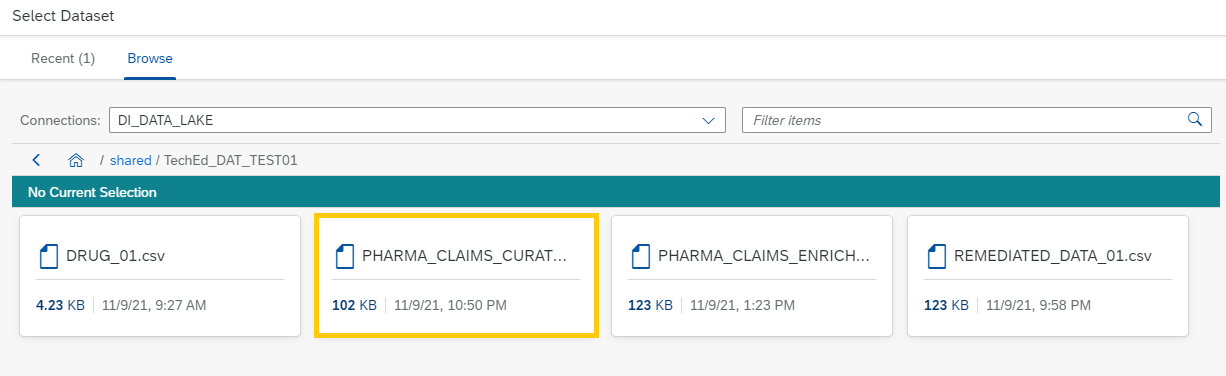 Select Dataset
Recent (1) Browse
Connections: DI_DATA_LAKE Filter items
/ shared / TechEd_DAT_TEST01
No Current Selection
DRUG_01.csv PHARMA_CLAIMS_CURAT... PHARMA_CLAIMS_ENRICH... REMEDIATED_DATA_01.csv
4.23 KB 11/9/21, 9:27 AM 102 KB 11/9/21, 10:50 PM 123 KB 11/9/21, 1:23 PM 123 KB 11/9/21, 9:58 PM